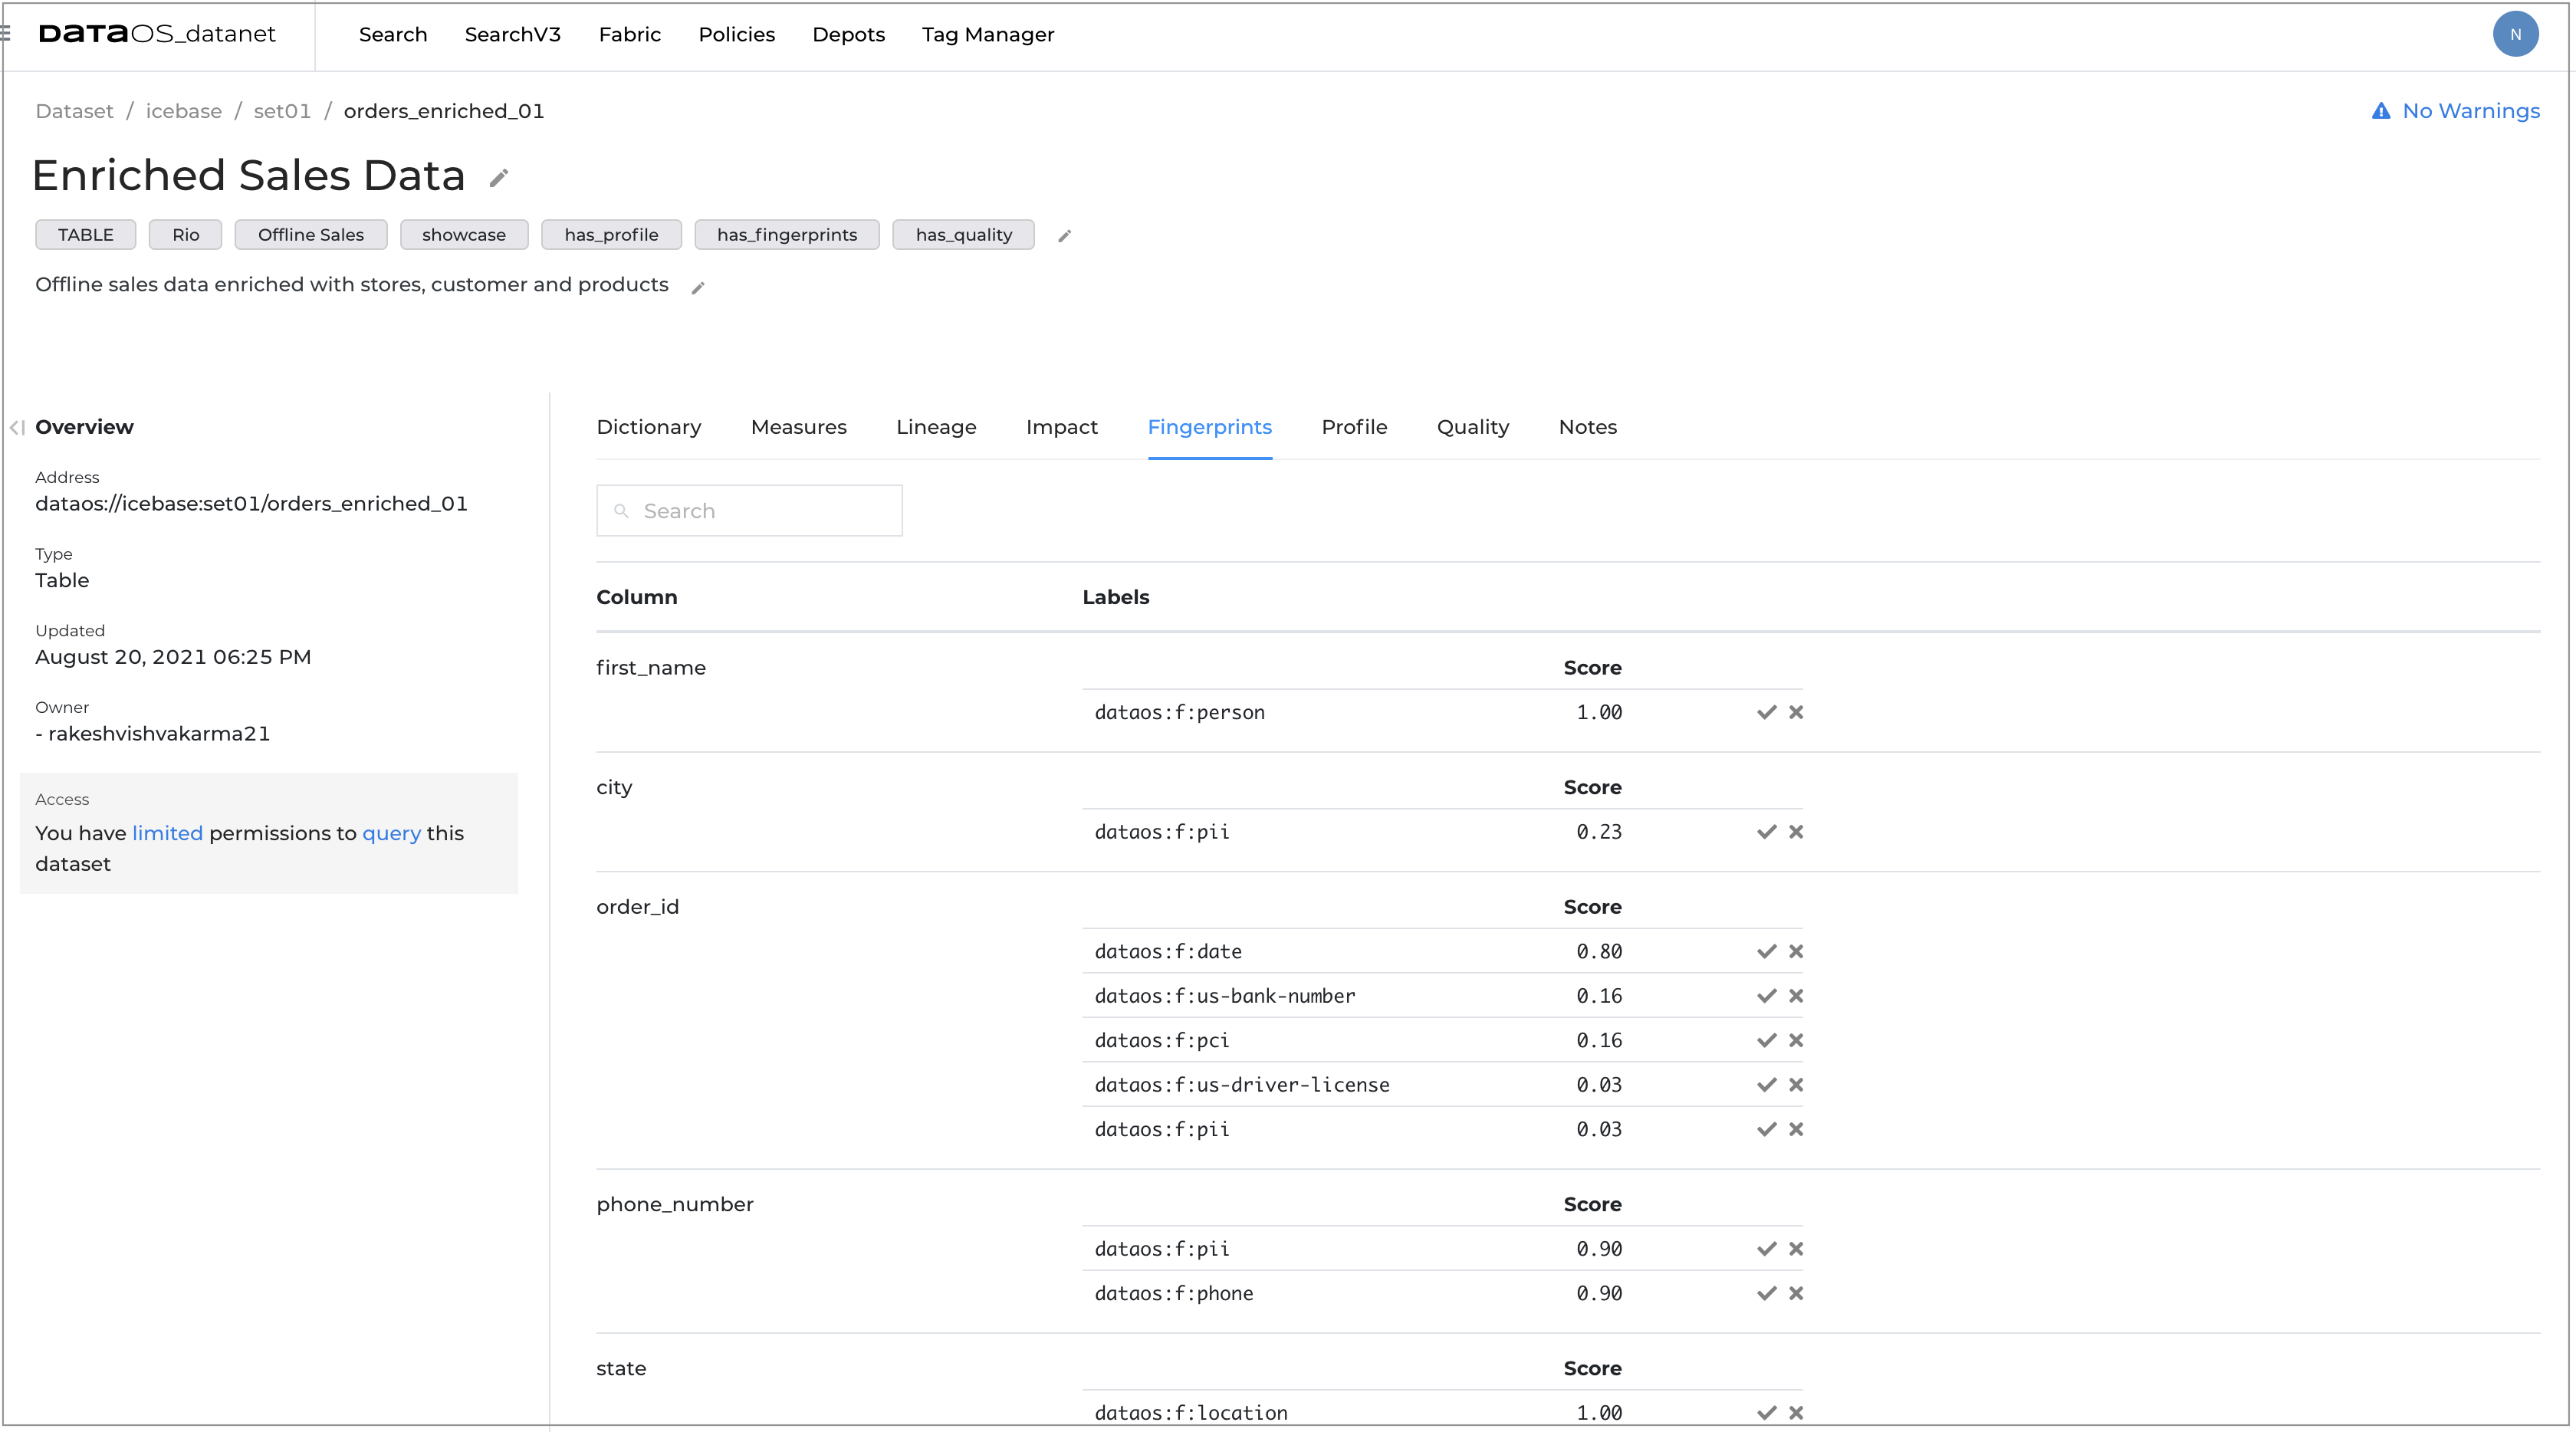 DATAOS_datanet Search SearchV3 Fabric Policies Depots Tag Manager N
Dataset / icebase / set01 / orders_enriched_01 No Warnings
Enriched Sales Data
TABLE Rio Offline Sales showcase has_profile has_fingerprints has_quality
Offline sales data enriched with stores, customer and products
Overview
Address
dataos://icebase:set01/orders_enriched_01
Type
Table
Updated
August 20, 2021 06:25 PM
Owner
- rakeshvishvakarma21
Access
You have limited permissions to query this
dataset
Dictionary Measures Lineage Impact Fingerprints Profile Quality Notes
Search
Column Labels
first_name Score
dataos:f:person 1.00
city Score
dataos:f:pii 0.23
order_id Score
dataos:f:date 0.80
dataos:f:us-bank-number 0.16
dataos:f:pci 0.16
dataos:f:us-driver-license 0.03
dataos:f:pii 0.03
phone_number Score
dataos:f:pii 0.90
dataos:f:phone 0.90
state Score
dataos:f:location 1.00